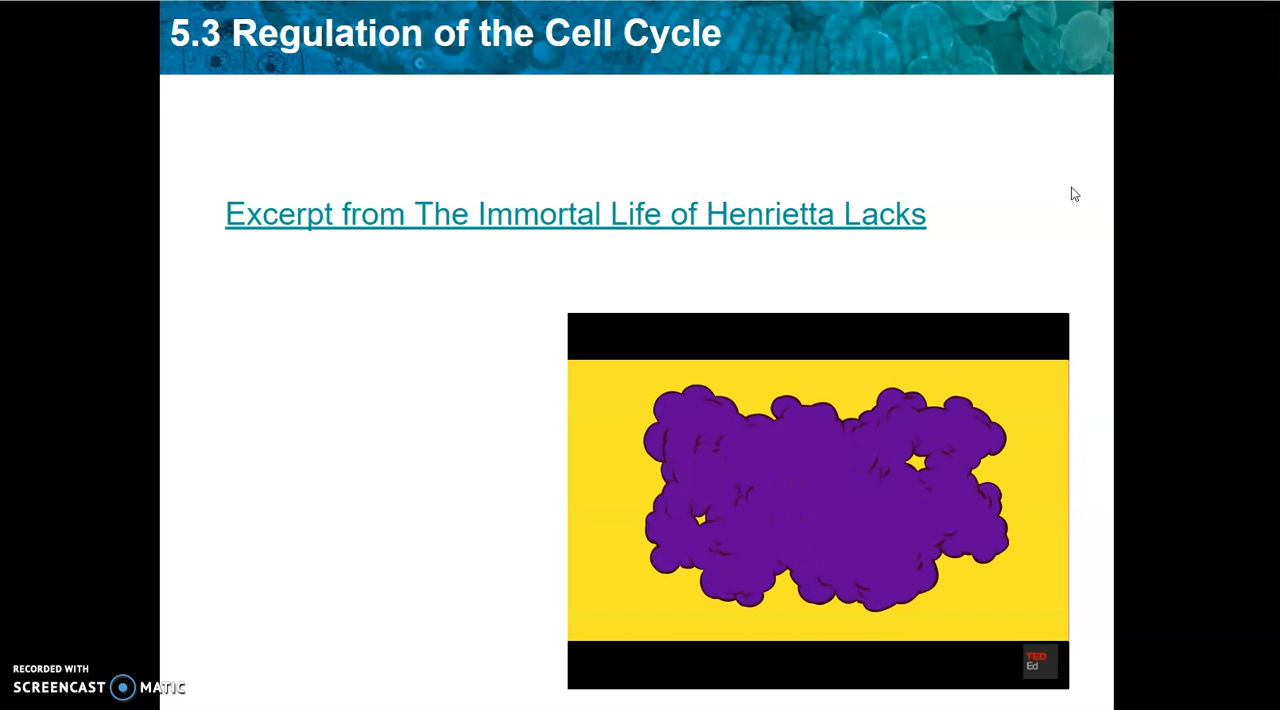 5.3 Regulation of the Cell Cycle
Excerpt from The Immortal Life of Henrietta Lacks
TED
Ed
RECORDED WITH
SCREENCAST MATIC